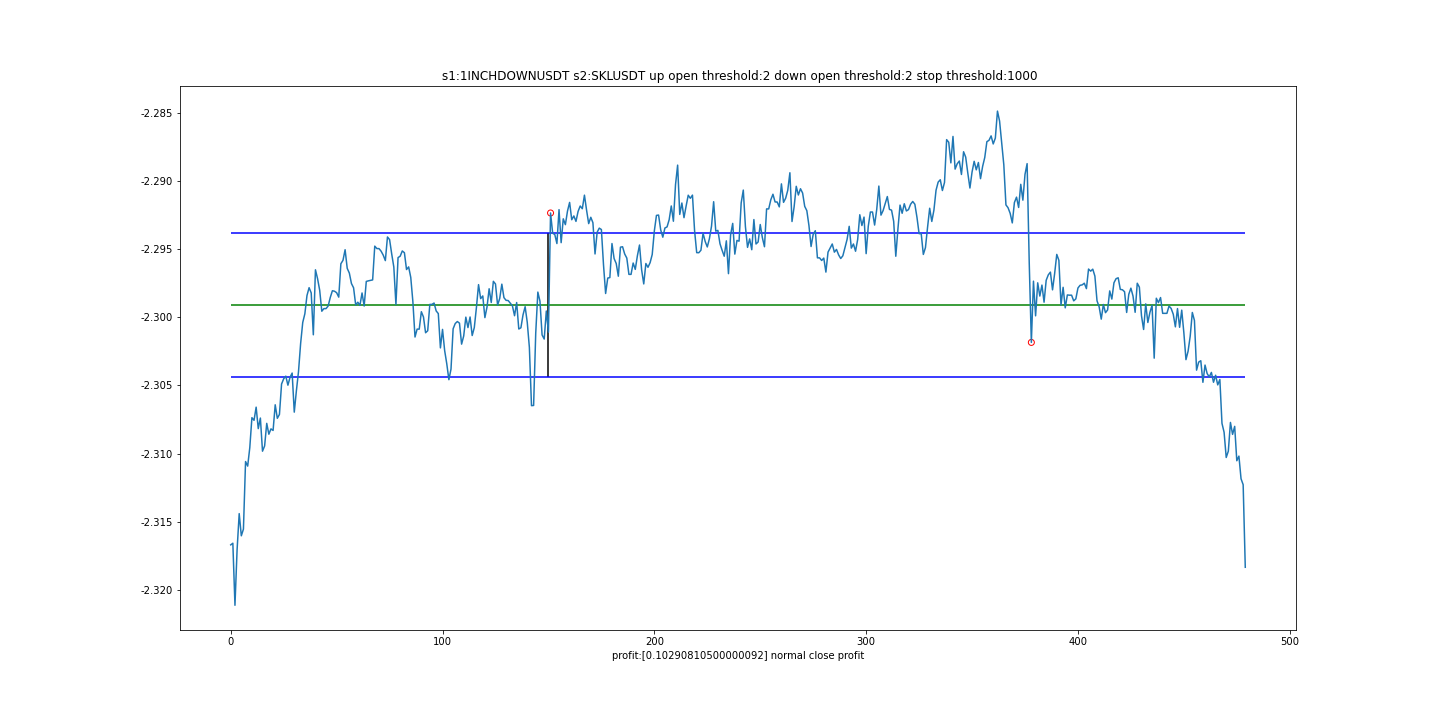 s1:1INCHDOWNUSDT s2:SKLUSDT up open threshold:2 down open threshold:2 stop threshold:1000
-2.285
-2.290
-2.295
-2.300
-2.305
-2.310
-2.315
-2.320
0 100 200 300 400 500
profit:[0.10290810500000092] normal close profit